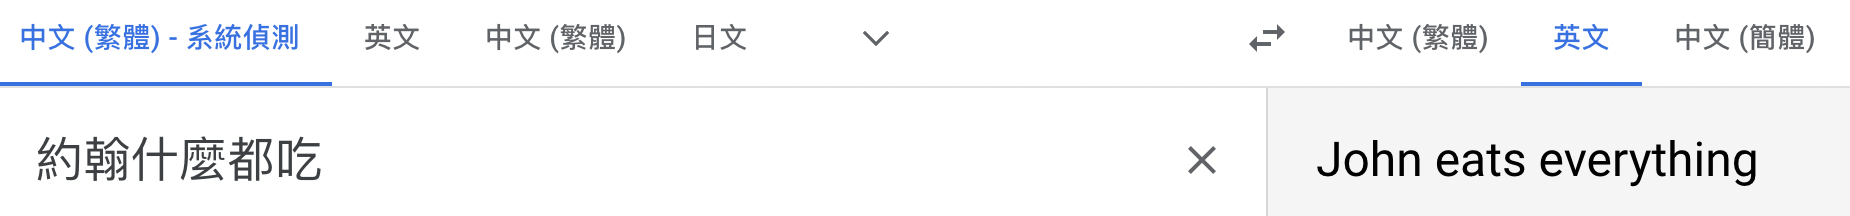 中文 (繁體) - 系統偵測 英文 中文 (繁體) 日文 中文 (繁體) 英文 中文 (簡體)
約翰什麼都吃 John eats everything